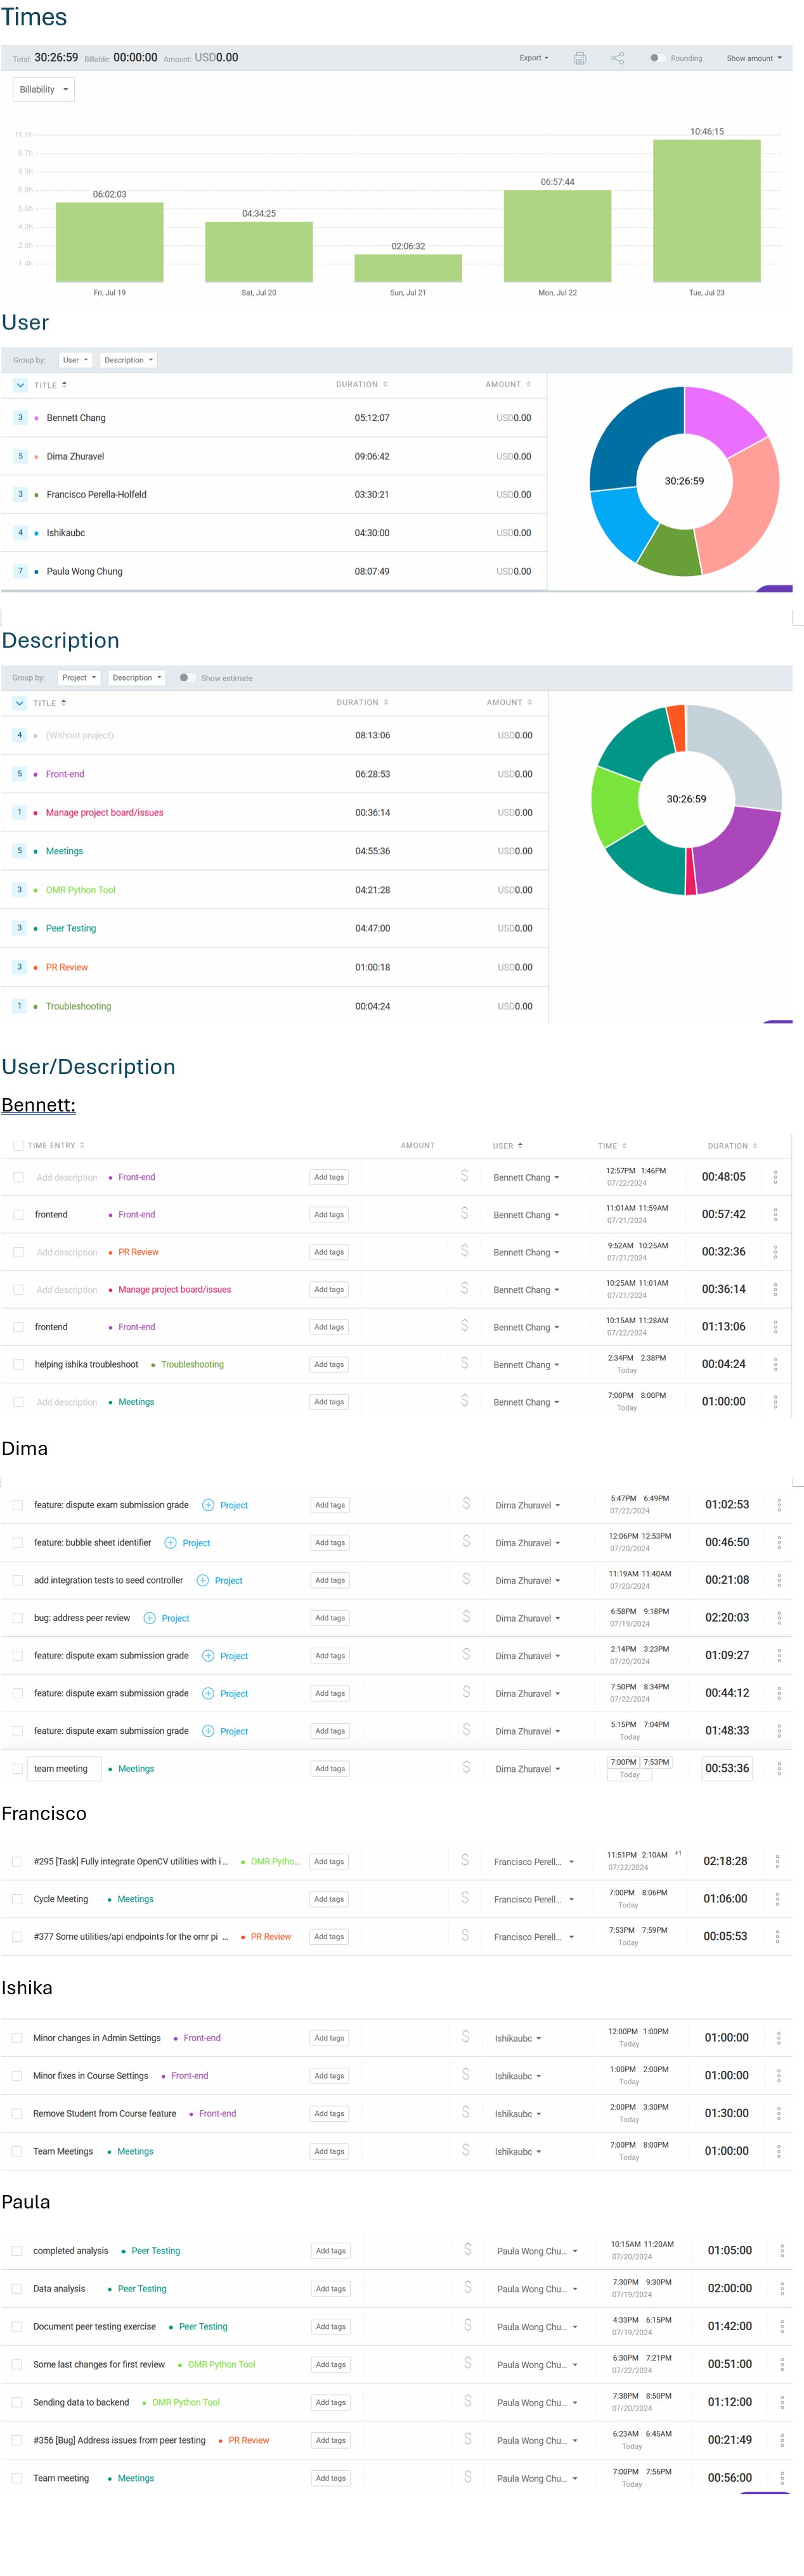 Times
Total: 30:26:59 Billable: 00:00:00 Amount: USD0.00 Export Rounding Show amount
Billability
11.1h
9.7h
8.3h
6.9h
5.6h
4.2h
2.8h
1.4h
06:02:03 04:34:25 02:06:32 06:57:44 10:46:15
Fri, Jul 19 Sat, Jul 20 Sun, Jul 21 Mon, Jul 22 Tue, Jul 23
User
Group by: User Description
TITLE DURATION AMOUNT
3 Bennett Chang 05:12:07 USD0.00
5 Dima Zhuravel 09:06:42 USD0.00
3 Francisco Perella-Holfeld 03:30:21 USD0.00
4 Ishikaubc 04:30:00 USD0.00
7 Paula Wong Chung 08:07:49 USD0.00
30:26:59
Description
Group by: Project Description Show estimate
TITLE DURATION AMOUNT
4 (Without project) 08:13:06 USD0.00
5 Front-end 06:28:53 USD0.00
1 Manage project board/issues 00:36:14 USD0.00
5 Meetings 04:55:36 USD0.00
3 OMR Python Tool 04:21:28 USD0.00
3 Peer Testing 04:47:00 USD0.00
3 PR Review 01:00:18 USD0.00
1 Troubleshooting 00:04:24 USD0.00
30:26:59
User/Description
Bennett:
TIME ENTRY AMOUNT USER TIME DURATION
Add description Front-end Add tags $ Bennett Chang 12:57PM 1:46PM 07/22/2024 00:48:05
frontend Front-end Add tags $ Bennett Chang 11:01AM 11:59AM 07/21/2024 00:57:42
Add description PR Review Add tags $ Bennett Chang 9:52AM 10:25AM 07/21/2024 00:32:36
Add description Manage project board/issues Add tags $ Bennett Chang 10:25AM 11:01AM 07/21/2024 00:36:14
frontend Front-end Add tags $ Bennett Chang 10:15AM 11:28AM 07/22/2024 01:13:06
helping ishika troubleshoot Troubleshooting Add tags $ Bennett Chang 2:34PM 2:38PM Today 00:04:24
Add description Meetings Add tags $ Bennett Chang 7:00PM 8:00PM Today 01:00:00
Dima
feature: dispute exam submission grade Project Add tags $ Dima Zhuravel 5:47PM 6:49PM 07/22/2024 01:02:53
feature: bubble sheet identifier Project Add tags $ Dima Zhuravel 12:06PM 12:53PM 07/20/2024 00:46:50
add integration tests to seed controller Project Add tags $ Dima Zhuravel 11:19AM 11:40AM 07/20/2024 00:21:08
bug: address peer review Project Add tags $ Dima Zhuravel 6:58PM 9:18PM 07/19/2024 02:20:03
feature: dispute exam submission grade Project Add tags $ Dima Zhuravel 2:14PM 3:23PM 07/20/2024 01:09:27
feature: dispute exam submission grade Project Add tags $ Dima Zhuravel 7:50PM 8:34PM 07/22/2024 00:44:12
feature: dispute exam submission grade Project Add tags $ Dima Zhuravel 5:15PM 7:04PM Today 01:48:33
team meeting Meetings Add tags $ Dima Zhuravel 7:00PM 7:53PM Today 00:53:36
Francisco
#295 [Task] Fully integrate OpenCV utilities with i... OMR Pytho... Add tags $ Francisco Perell... 11:51PM 2:10AM +1 07/22/2024 02:18:28
Cycle Meeting Meetings Add tags $ Francisco Perell... 7:00PM 8:06PM Today 01:06:00
#377 Some utilities/api endpoints for the omr pi ... PR Review Add tags $ Francisco Perell... 7:53PM 7:59PM Today 00:05:53
Ishika
Minor changes in Admin Settings Front-end Add tags $ Ishikaubc 12:00PM 1:00PM Today 01:00:00
Minor fixes in Course Settings Front-end Add tags $ Ishikaubc 1:00PM 2:00PM Today 01:00:00
Remove Student from Course feature Front-end Add tags $ Ishikaubc 2:00PM 3:30PM Today 01:30:00
Team Meetings Meetings Add tags $ Ishikaubc 7:00PM 8:00PM Today 01:00:00
Paula
completed analysis Peer Testing Add tags $ Paula Wong Chu... 10:15AM 11:20AM 07/20/2024 01:05:00
Data analysis Peer Testing Add tags $ Paula Wong Chu... 7:30PM 9:30PM 07/19/2024 02:00:00
Document peer testing exercise Peer Testing Add tags $ Paula Wong Chu... 4:33PM 6:15PM 07/19/2024 01:42:00
Some last changes for first review OMR Python Tool Add tags $ Paula Wong Chu... 6:30PM 7:21PM 07/22/2024 00:51:00
Sending data to backend OMR Python Tool Add tags $ Paula Wong Chu... 7:38PM 8:50PM 07/20/2024 01:12:00
#356 [Bug] Address issues from peer testing PR Review Add tags $ Paula Wong Chu... 6:23AM 6:45AM Today 00:21:49
Team meeting Meetings Add tags $ Paula Wong Chu... 7:00PM 7:56PM Today 00:56:00